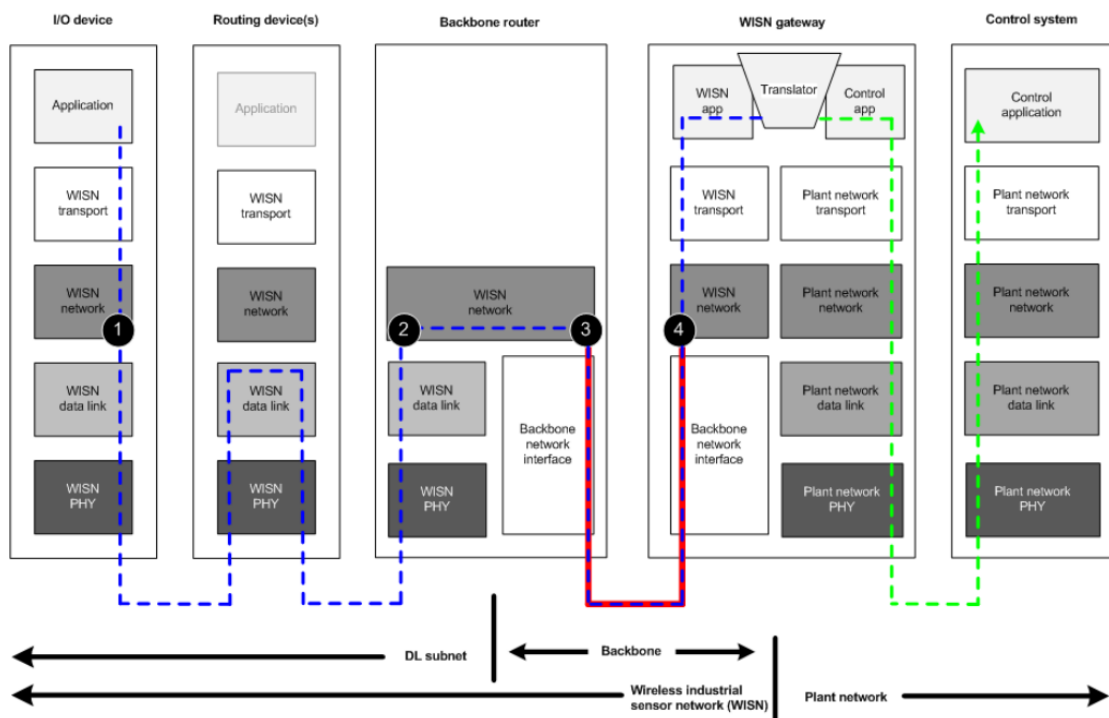 I/O device
Routing device(s)
Backbone router
WISN gateway
Control system
Application
WISN
transport
WISN
network
1
WISN
data link
WISN
PHY
Application
WISN
transport
WISN
network
WISN
data link
WISN
PHY
WISN
network
2
3
WISN
data link
WISN
PHY
Backbone
network
interface
WISN
app
Translator
Control
app
WISN
transport
Plant network
transport
WISN
network
4
Plant network
network
Backbone
network
interface
Plant network
data link
Plant network
PHY
Control
application
Plant network
transport
Plant network
network
Plant network
data link
Plant network
PHY
DL subnet
Backbone
Wireless industrial
sensor network (WISN)
Plant network